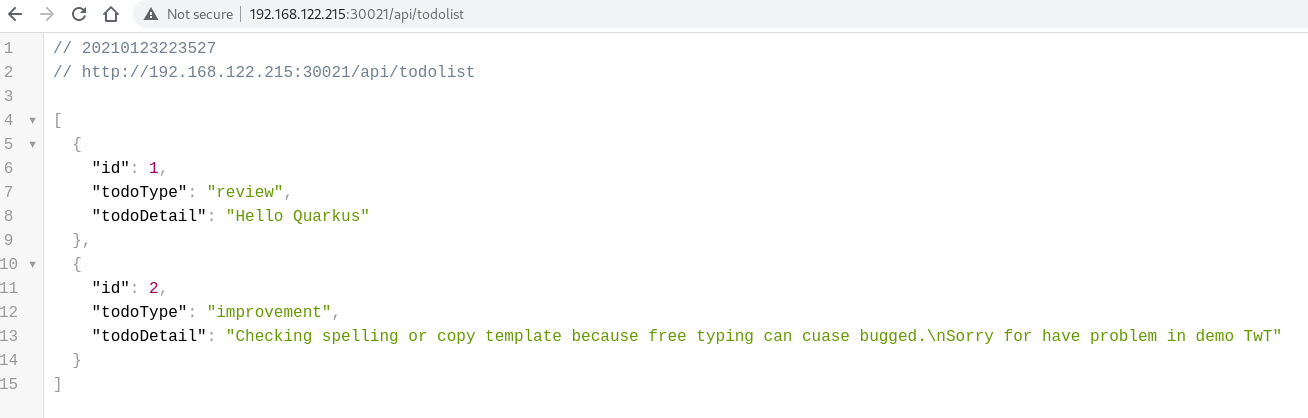 Not secure | 192.168.122.215:30021/api/todolist
1 // 20210123223527
2 // http://192.168.122.215:30021/api/todolist
3
4 ▼ [
5 ▼ {
6 "id": 1,
7 "todoType": "review",
8 "todoDetail": "Hello Quarkus"
9 },
10 ▼ {
11 "id": 2,
12 "todoType": "improvement",
13 "todoDetail": "Checking spelling or copy template because free typing can cuase bugged.\nSorry for have problem in demo TwT"
14 }
15 ]